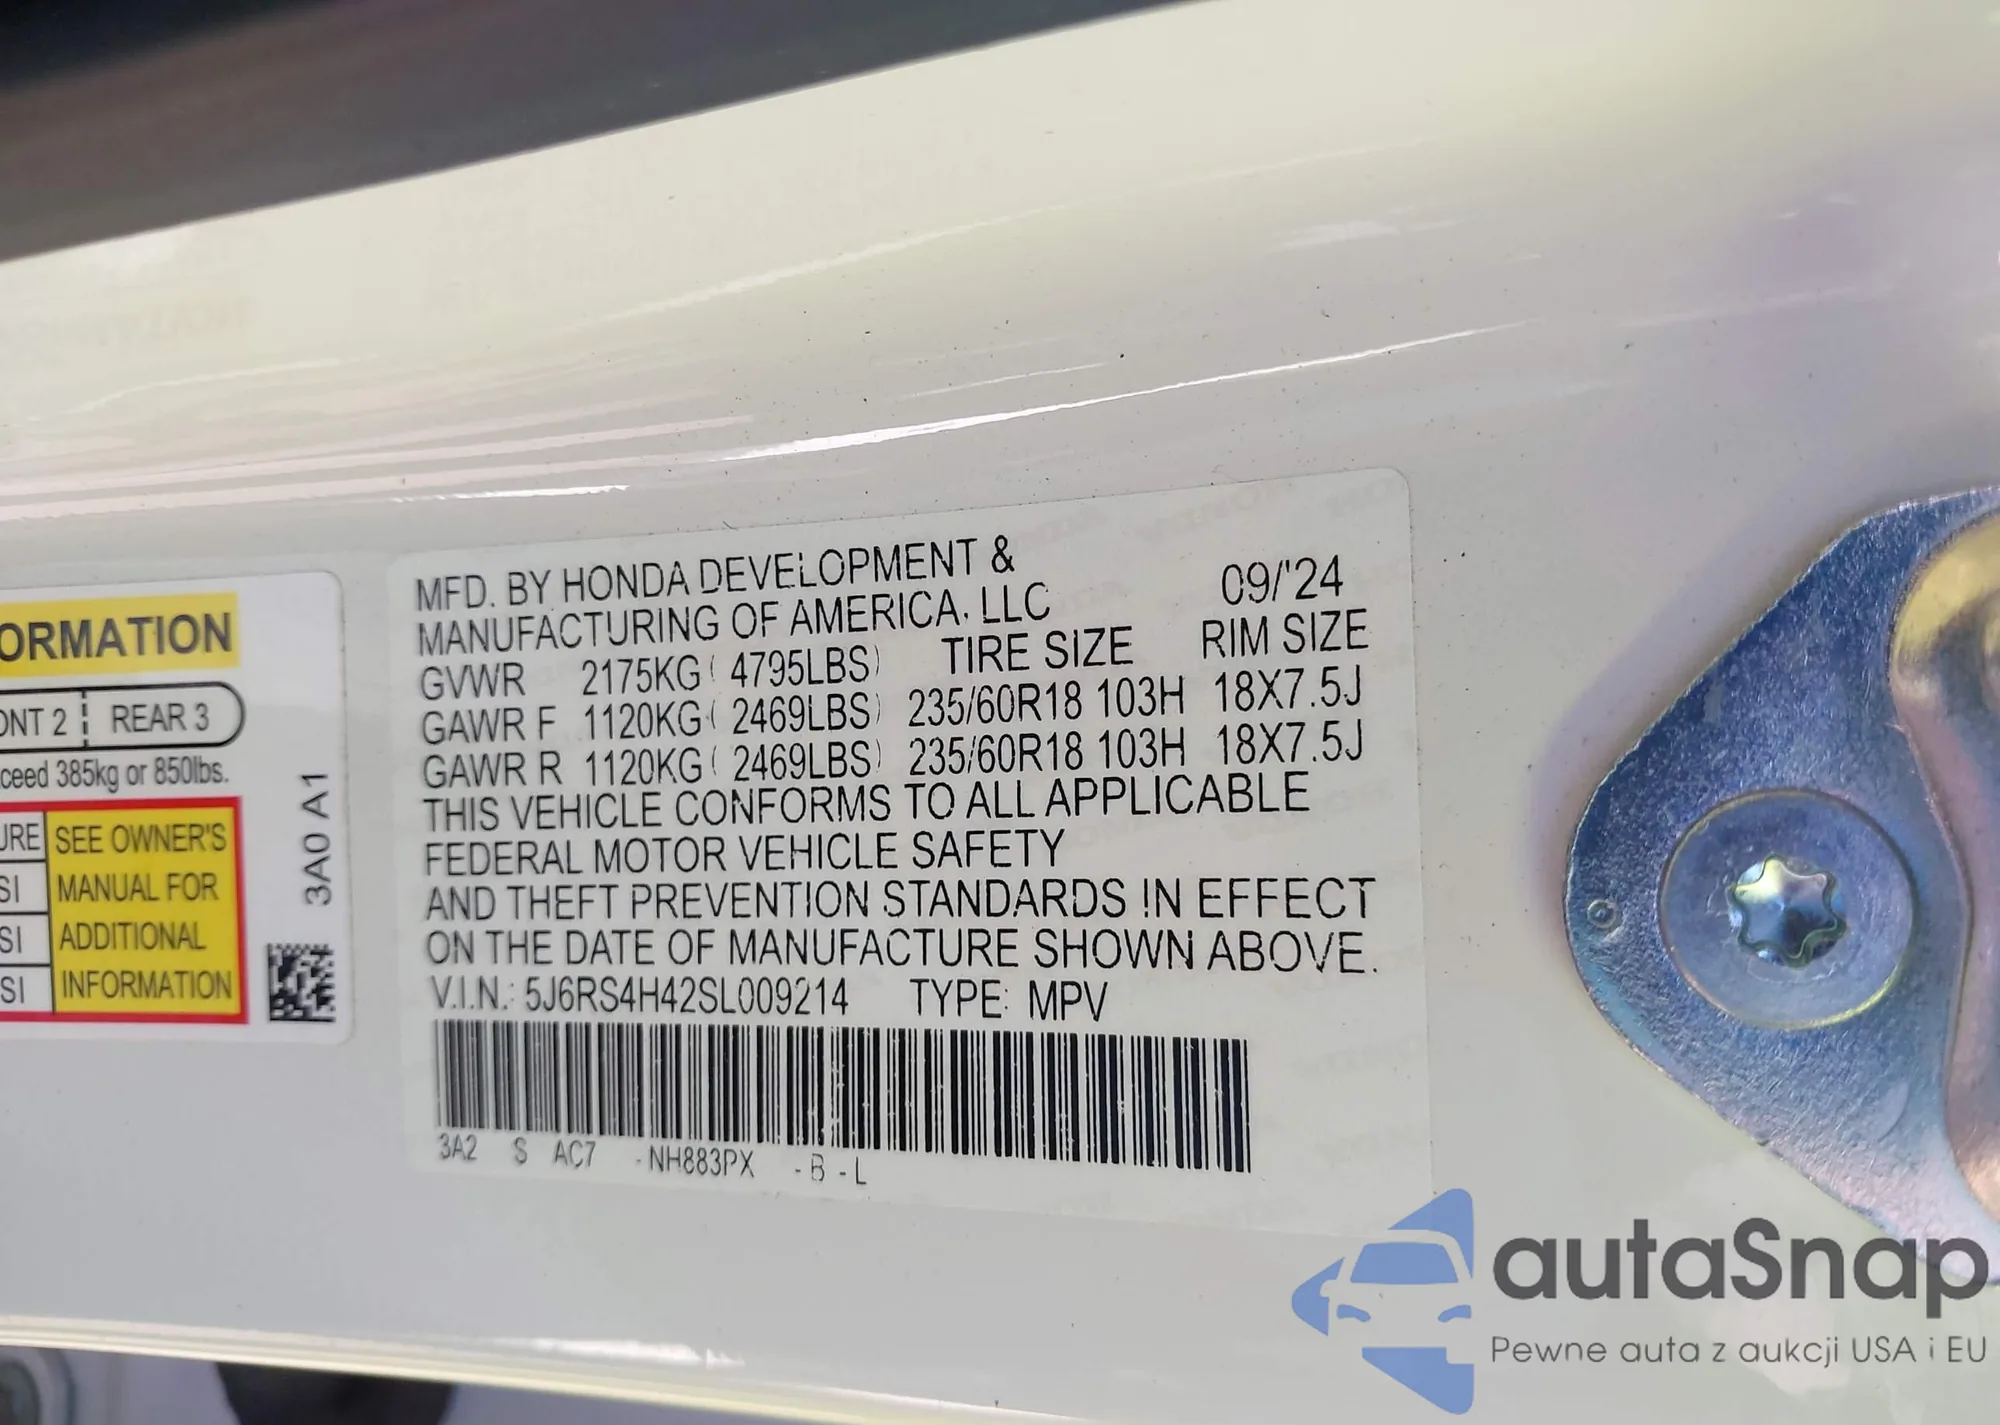 ORMATION
ONT 2 REAR 3
ceed 385kg or 850lbs.
URE SEE OWNER'S
SI MANUAL FOR
SI ADDITIONAL
SI INFORMATION
3A0 A1
MFD. BY HONDA DEVELOPMENT & 09/'24
MANUFACTURING OF AMERICA, LLC
GVWR 2175KG ( 4795LBS) TIRE SIZE RIM SIZE
GAWR F 1120KG ( 2469LBS) 235/60R18 103H 18X7.5J
GAWR R 1120KG ( 2469LBS) 235/60R18 103H 18X7.5J
THIS VEHICLE CONFORMS TO ALL APPLICABLE
FEDERAL MOTOR VEHICLE SAFETY
AND THEFT PREVENTION STANDARDS IN EFFECT
ON THE DATE OF MANUFACTURE SHOWN ABOVE.
V.I.N.: 5J6RS4H42SL009214 TYPE: MPV
3A2 S AC7 -NH883PX -B -L
autaSnap
Pewne auta z aukcji USA i EU